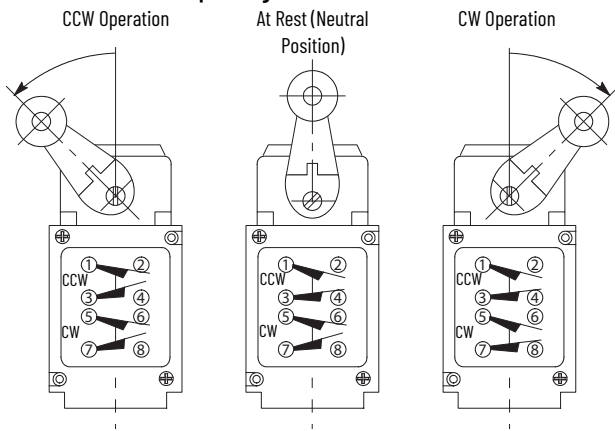 CCW Operation
At Rest (Neutral
Position)
CW Operation
1 2
CCW
3 4
5 6
CW
7 8
1 2
CCW
3 4
5 6
CW
7 8
1 2
CCW
3 4
5 6
CW
7 8